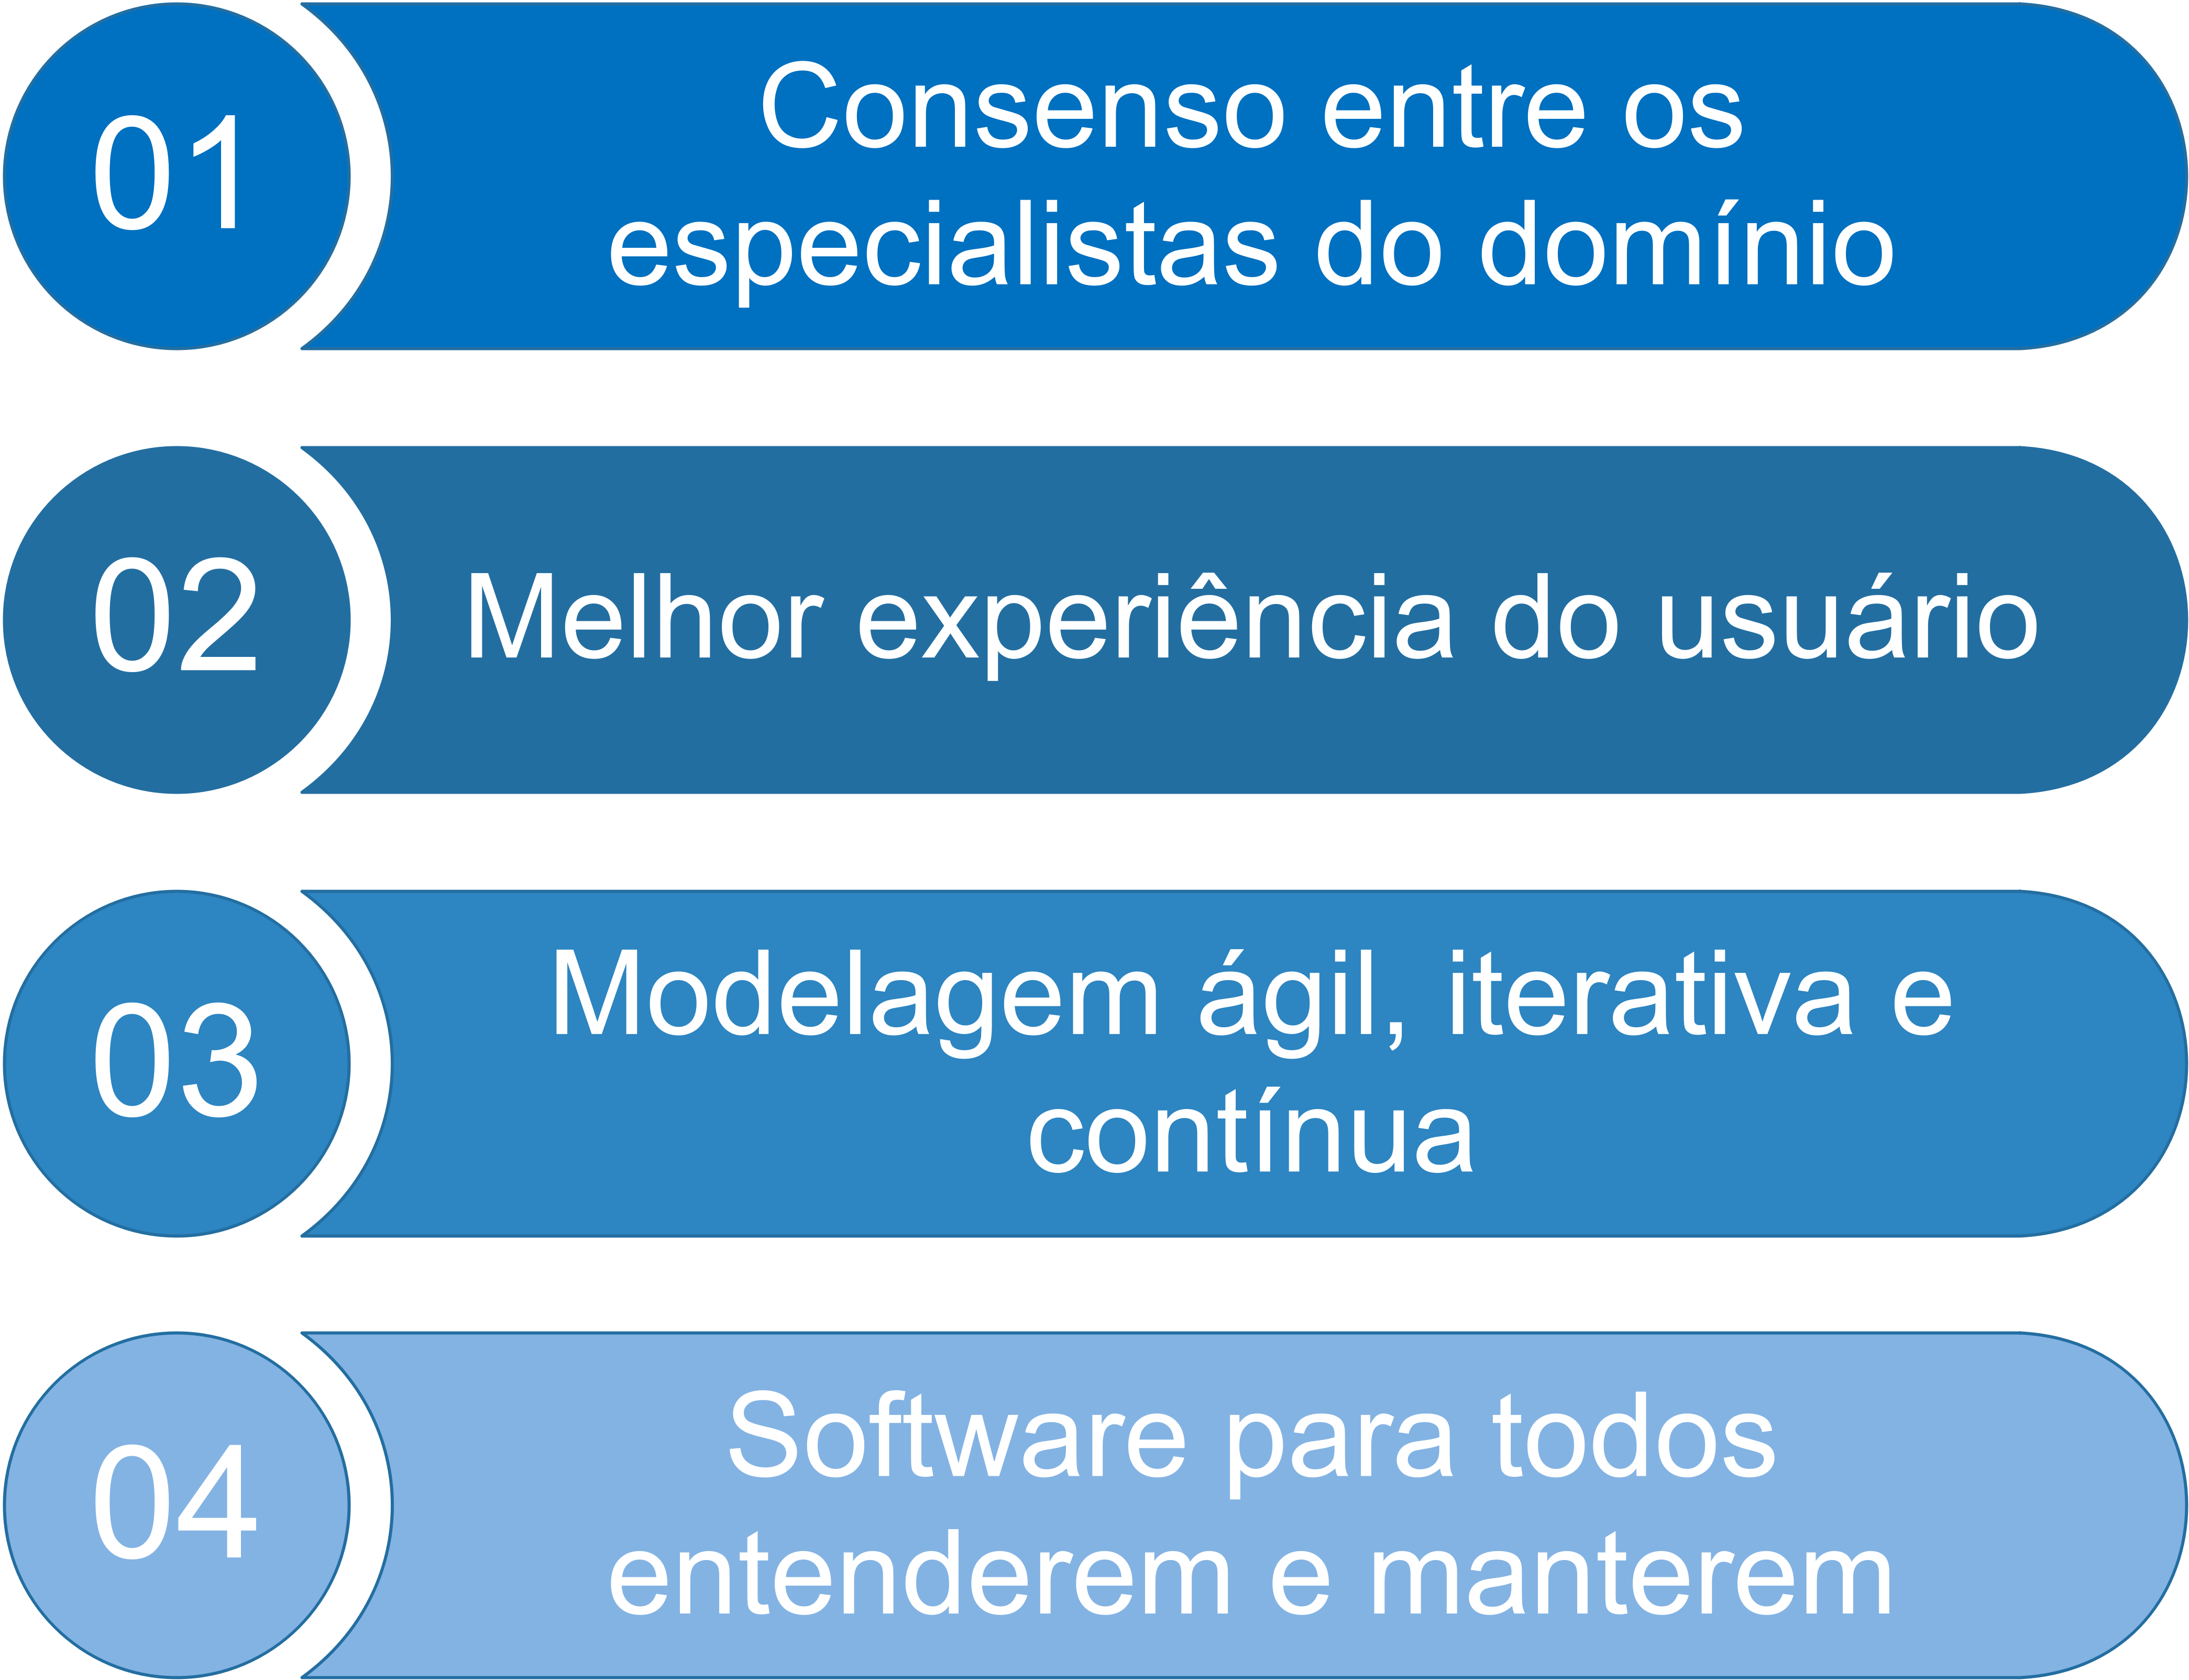 01
Consenso entre os
especialistas do domínio
02
Melhor experiência do usuário
03
Modelagem ágil, iterativa e
contínua
04
Software para todos
entenderem e manterem